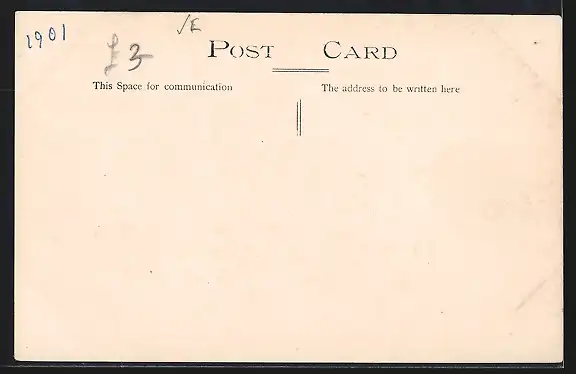 1901
£3
√E
POST CARD
This Space for communication
The address to be written here